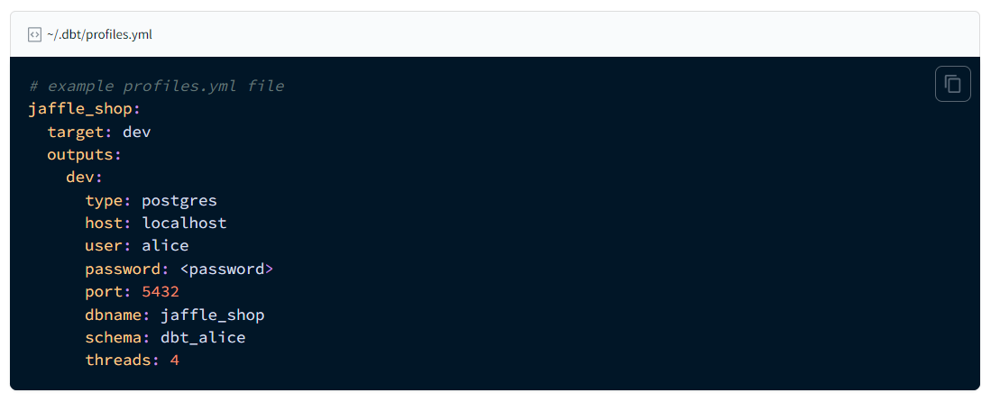 ~/.dbt/profiles.yml
# example profiles.yml file
jaffle_shop:
  target: dev
  outputs:
    dev:
      type: postgres
      host: localhost
      user: alice
      password: <password>
      port: 5432
      dbname: jaffle_shop
      schema: dbt_alice
      threads: 4